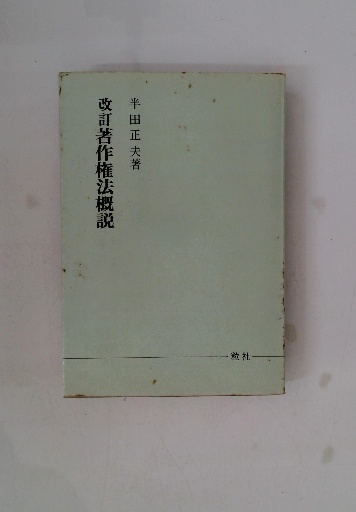 半田正夫著
改訂著作権法概説
一粒社